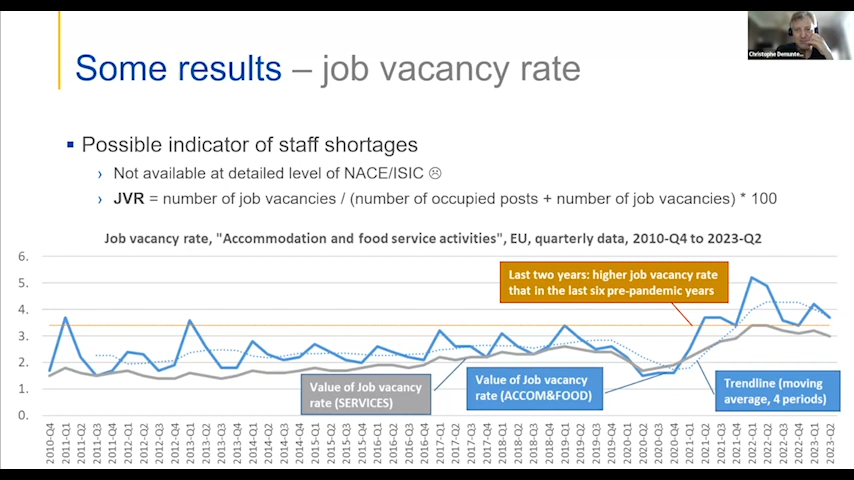 Christophe Demunte...
Some results – job vacancy rate
▪ Possible indicator of staff shortages
› Not available at detailed level of NACE/ISIC ☹
› JVR = number of job vacancies / (number of occupied posts + number of job vacancies) * 100
Job vacancy rate, "Accommodation and food service activities", EU, quarterly data, 2010-Q4 to 2023-Q2
6.
5.
4.
3.
2.
1.
0.
Last two years: higher job vacancy rate
that in the last six pre-pandemic years
Value of Job vacancy
rate (SERVICES)
Value of Job vacancy
rate (ACCOM&FOOD)
Trendline (moving
average, 4 periods)
2010-Q4
2011-Q1
2011-Q2
2011-Q3
2011-Q4
2012-Q1
2012-Q2
2012-Q3
2012-Q4
2013-Q1
2013-Q2
2013-Q3
2013-Q4
2014-Q1
2014-Q2
2014-Q3
2014-Q4
2015-Q1
2015-Q2
2015-Q3
2015-Q4
2016-Q1
2016-Q2
2016-Q3
2016-Q4
2017-Q1
2017-Q2
2017-Q3
2017-Q4
2018-Q1
2018-Q2
2018-Q3
2018-Q4
2019-Q1
2019-Q2
2019-Q3
2019-Q4
2020-Q1
2020-Q2
2020-Q3
2020-Q4
2021-Q1
2021-Q2
2021-Q3
2021-Q4
2022-Q1
2022-Q2
2022-Q3
2022-Q4
2023-Q1
2023-Q2